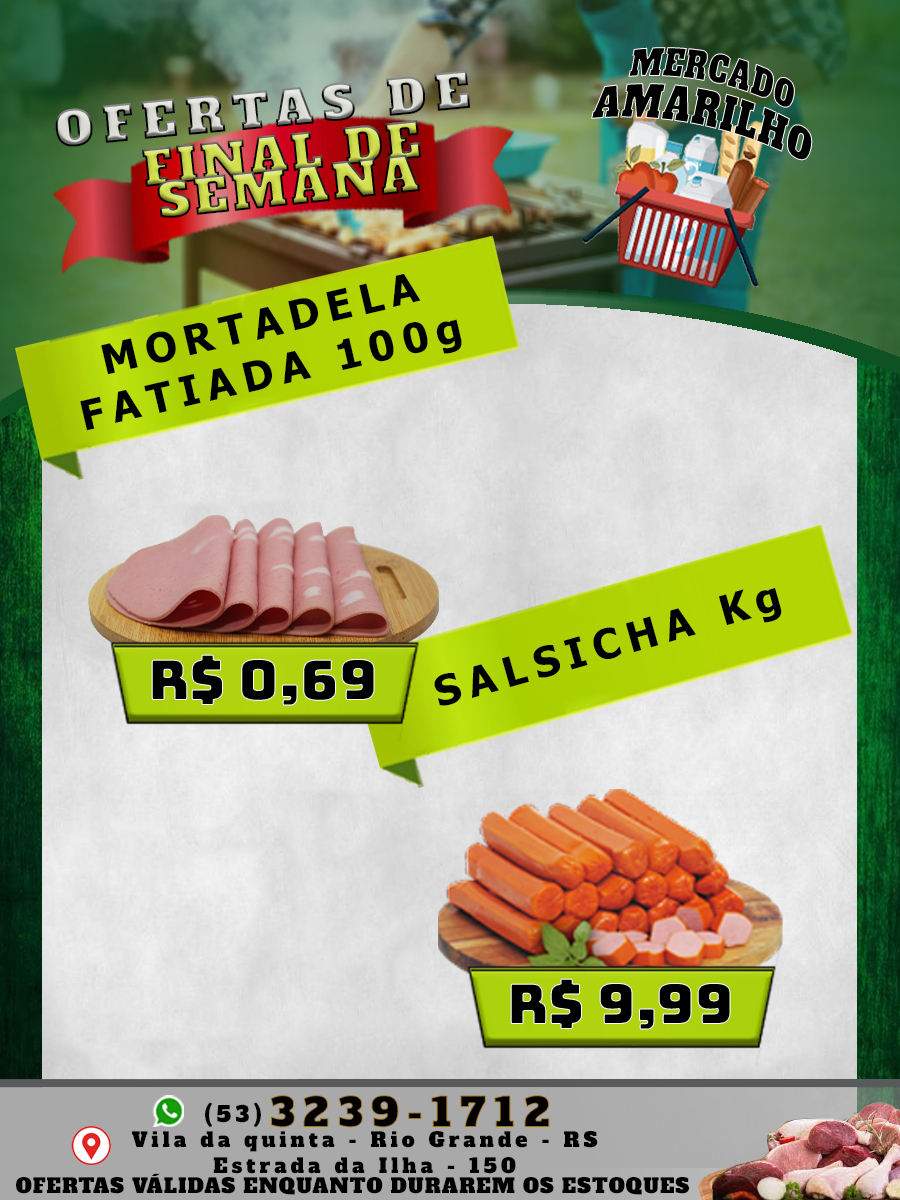 OFERTAS DE
FINAL DE
SEMANA
MERCADO
AMARILHO
MORTADELA
FATIADA 100g
R$ 0,69
SALSICHA Kg
R$ 9,99
(53) 3239-1712
Vila da quinta - Rio Grande - RS
Estrada da Ilha - 150
OFERTAS VÁLIDAS ENQUANTO DURAREM OS ESTOQUES